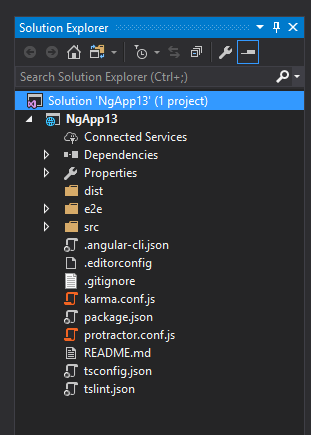 Solution Explorer
Search Solution Explorer (Ctrl+;)
Solution 'NgApp13' (1 project)
NgApp13
Connected Services
Dependencies
Properties
dist
e2e
src
.angular-cli.json
.editorconfig
.gitignore
karma.conf.js
package.json
protractor.conf.js
README.md
tsconfig.json
tslint.json